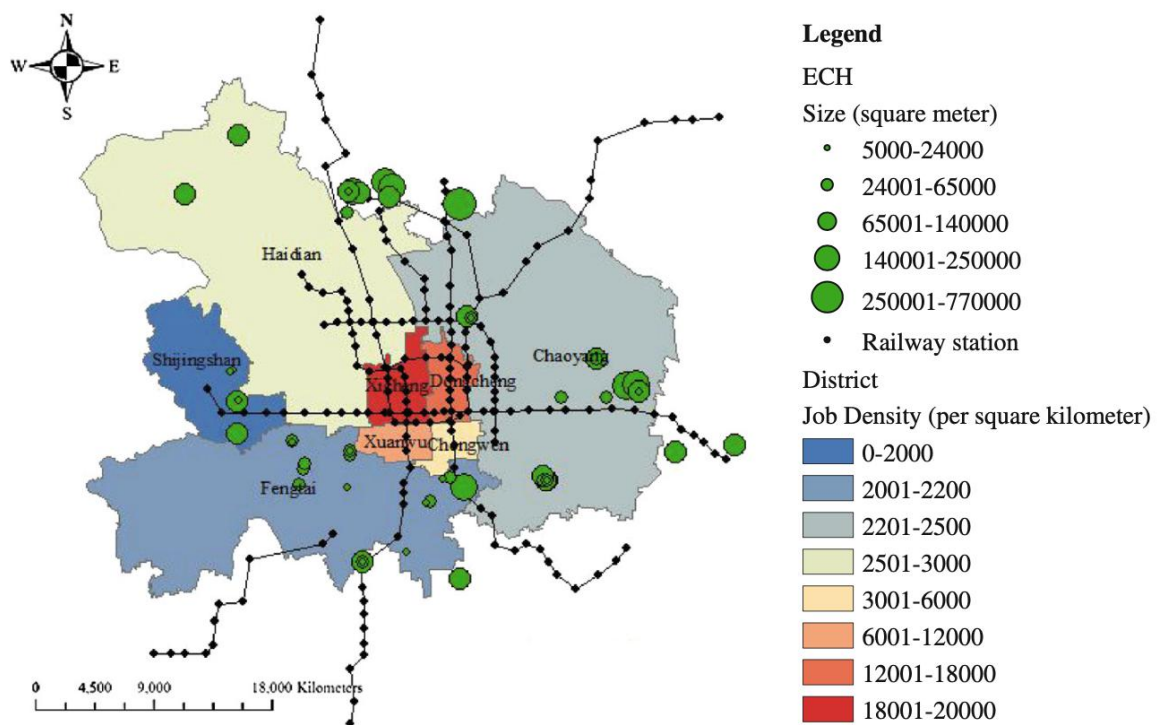 N
W E
S
Haidian
Shijingshan
Chaoyang
Xicheng
Dongcheng
Xuanwu
Chongwen
Fengtai
0 4,500 9,000 18,000 Kilometers
Legend
ECH
Size (square meter)
5000-24000
24001-65000
65001-140000
140001-250000
250001-770000
Railway station
District
Job Density (per square kilometer)
0-2000
2001-2200
2201-2500
2501-3000
3001-6000
6001-12000
12001-18000
18001-20000